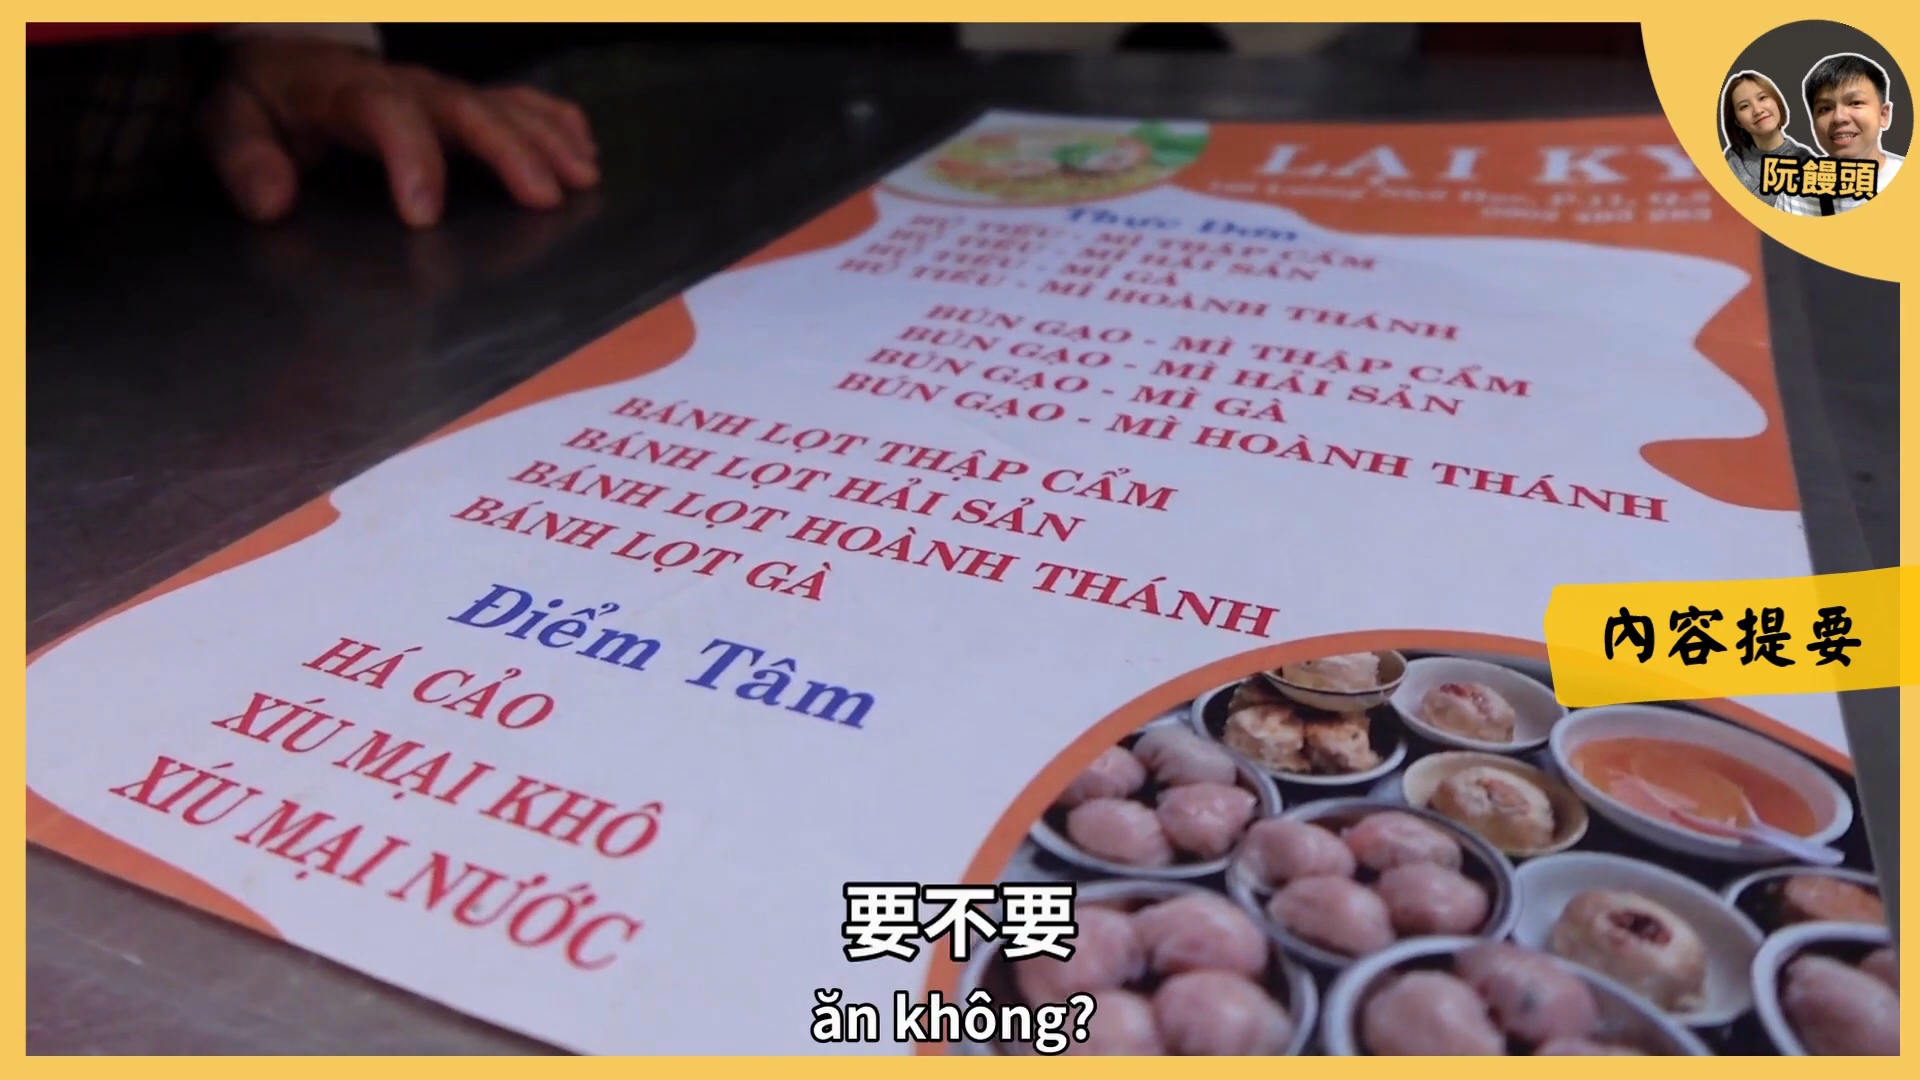 阮饅頭
LẠI KÝ
Thực Đơn
HỦ TIẾU - MÌ THẬP CẨM
HỦ TIẾU - MÌ HẢI SẢN
HỦ TIẾU - MÌ GÀ
HỦ TIẾU - MÌ HOÀNH THÁNH
BÚN GẠO - MÌ THẬP CẨM
BÚN GẠO - MÌ HẢI SẢN
BÚN GẠO - MÌ GÀ
BÚN GẠO - MÌ HOÀNH THÁNH
BÁNH LỌT THẬP CẨM
BÁNH LỌT HẢI SẢN
BÁNH LỌT HOÀNH THÁNH
BÁNH LỌT GÀ
Điểm Tâm
HÁ CẢO
XÍU MẠI KHÔ
XÍU MẠI NƯỚC
內容提要
要不要
ăn không?